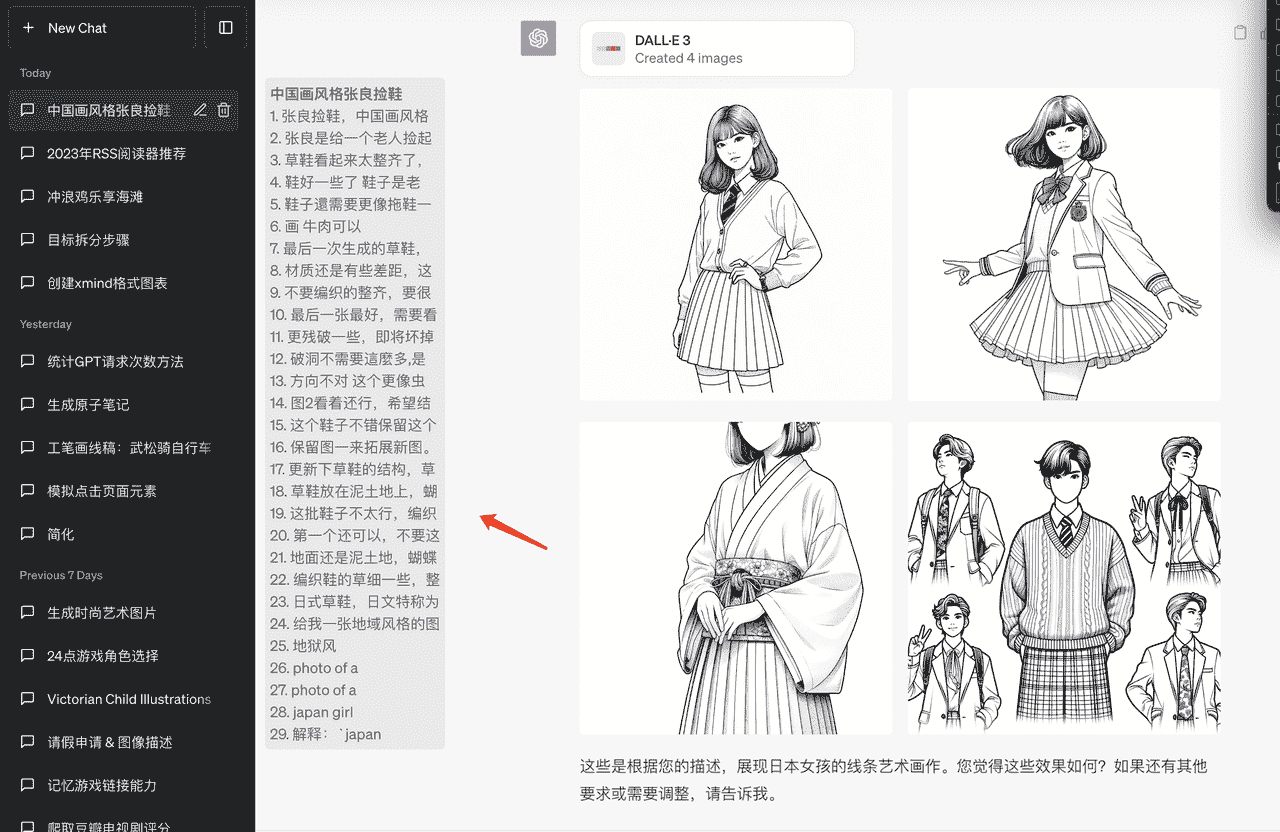 New Chat
Today
中国画风格张良捡鞋
2023年RSS阅读器推荐
冲浪鸡乐享海滩
目标拆分步骤
创建xmind格式图表
Yesterday
统计GPT请求次数方法
生成原子笔记
工笔画线稿：武松骑自行车
模拟点击页面元素
简化
Previous 7 Days
生成时尚艺术图片
24点游戏角色选择
Victorian Child Illustrations
请假申请 & 图像描述
记忆游戏链接能力
爬取豆瓣电视剧评分
中国画风格张良捡鞋
1. 张良捡鞋，中国画风格
2. 张良是给一个老人捡起
3. 草鞋看起来太整齐了，
4. 鞋好一些了 鞋子是老
5. 鞋子還需要更像拖鞋一
6. 画 牛肉可以
7. 最后一次生成的草鞋，
8. 材质还是有些差距，这
9. 不要编织的整齐，要很
10. 最后一张最好，需要看
11. 更残破一些，即将坏掉
12. 破洞不需要這麼多,是
13. 方向不对 这个更像虫
14. 图2看着还行，希望结
15. 这个鞋子不错保留这个
16. 保留图一来拓展新图。
17. 更新下草鞋的结构，草
18. 草鞋放在泥土地上，蝴
19. 这批鞋子不太行，编织
20. 第一个还可以，不要这
21. 地面还是泥土地，蝴蝶
22. 编织鞋的草细一些，整
23. 日式草鞋，日文特称为
24. 给我一张地域风格的图
25. 地狱风
26. photo of a
27. photo of a
28. japan girl
29. 解释： `japan
DALL·E 3
Created 4 images
这些是根据您的描述，展现日本女孩的线条艺术画作。您觉得这些效果如何？如果还有其他
要求或需要调整，请告诉我。